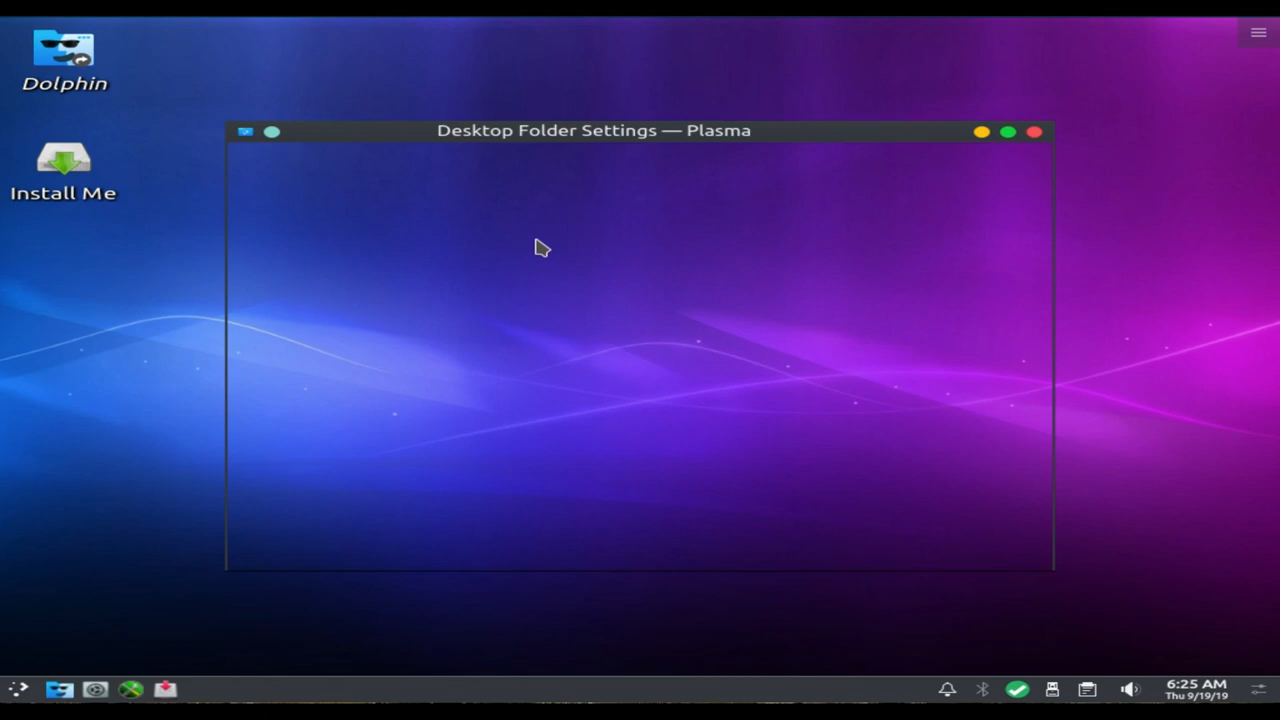 Dolphin
Desktop Folder Settings — Plasma
Install Me
6:25 AM
Thu 9/19/19